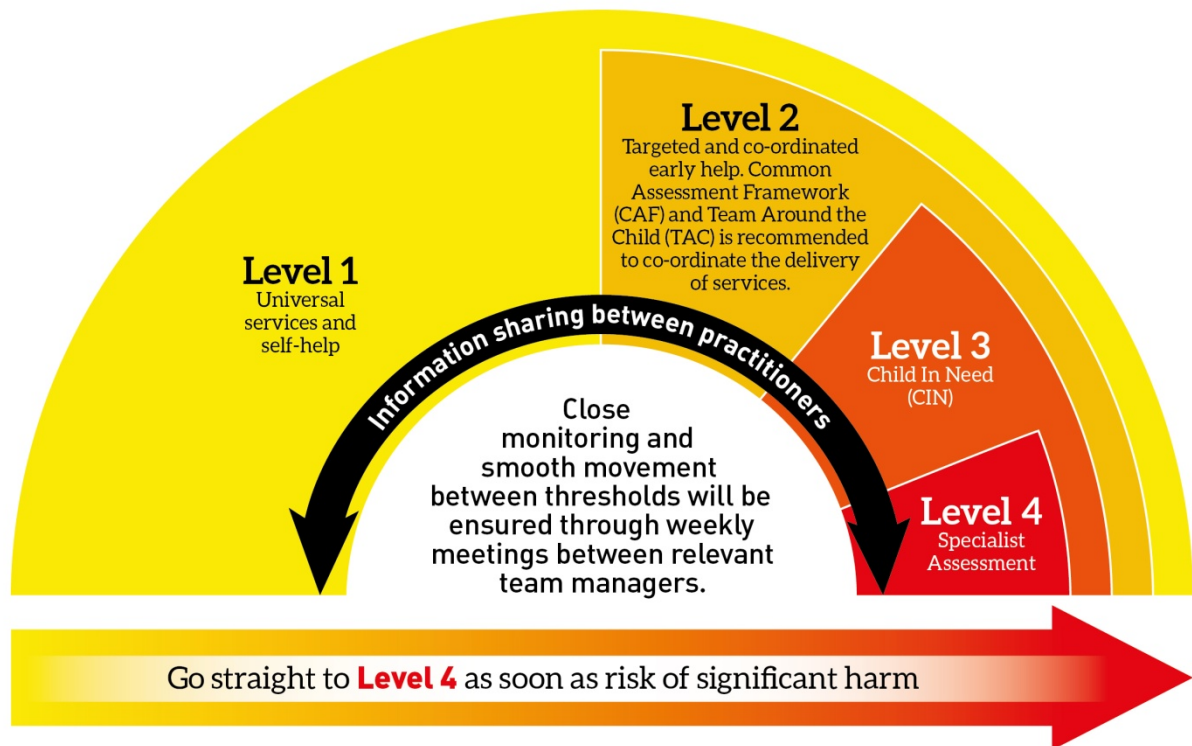 Level 1
Universal
services and
self-help
Level 2
Targeted and co-ordinated
early help. Common
Assessment Framework
(CAF) and Team Around the
Child (TAC) is recommended
to co-ordinate the delivery
of services.
Level 3
Child In Need
(CIN)
Level 4
Specialist
Assessment
Information sharing between practitioners
Close
monitoring and
smooth movement
between thresholds will be
ensured through weekly
meetings between relevant
team managers.
Go straight to Level 4 as soon as risk of significant harm